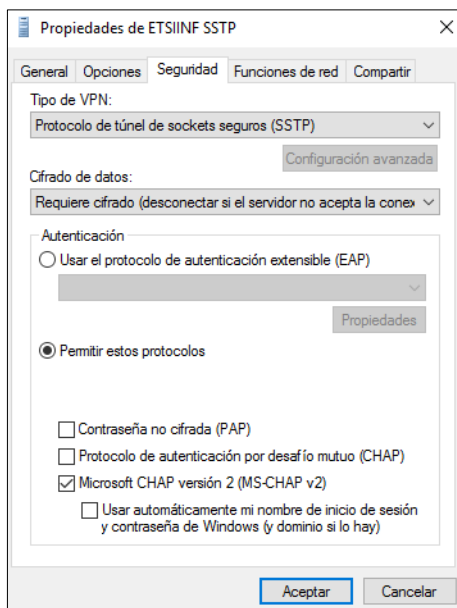 Propiedades de ETSIINF SSTP
General Opciones Seguridad Funciones de red Compartir
Tipo de VPN:
Protocolo de túnel de sockets seguros (SSTP)
Configuración avanzada
Cifrado de datos:
Requiere cifrado (desconectar si el servidor no acepta la conex
Autenticación
Usar el protocolo de autenticación extensible (EAP)
Propiedades
Permitir estos protocolos
Contraseña no cifrada (PAP)
Protocolo de autenticación por desafío mutuo (CHAP)
Microsoft CHAP versión 2 (MS-CHAP v2)
Usar automáticamente mi nombre de inicio de sesión
y contraseña de Windows (y dominio si lo hay)
Aceptar Cancelar